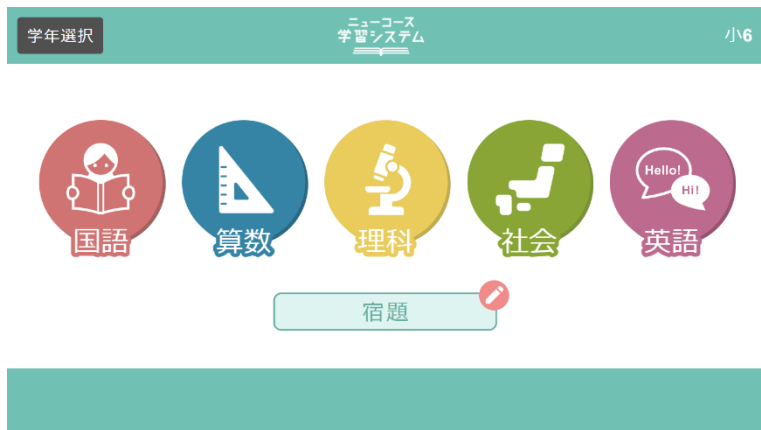 学年選択
ニューコース
学習システム
小6
国語
算数
理科
社会
Hello!
Hi!
英語
宿題